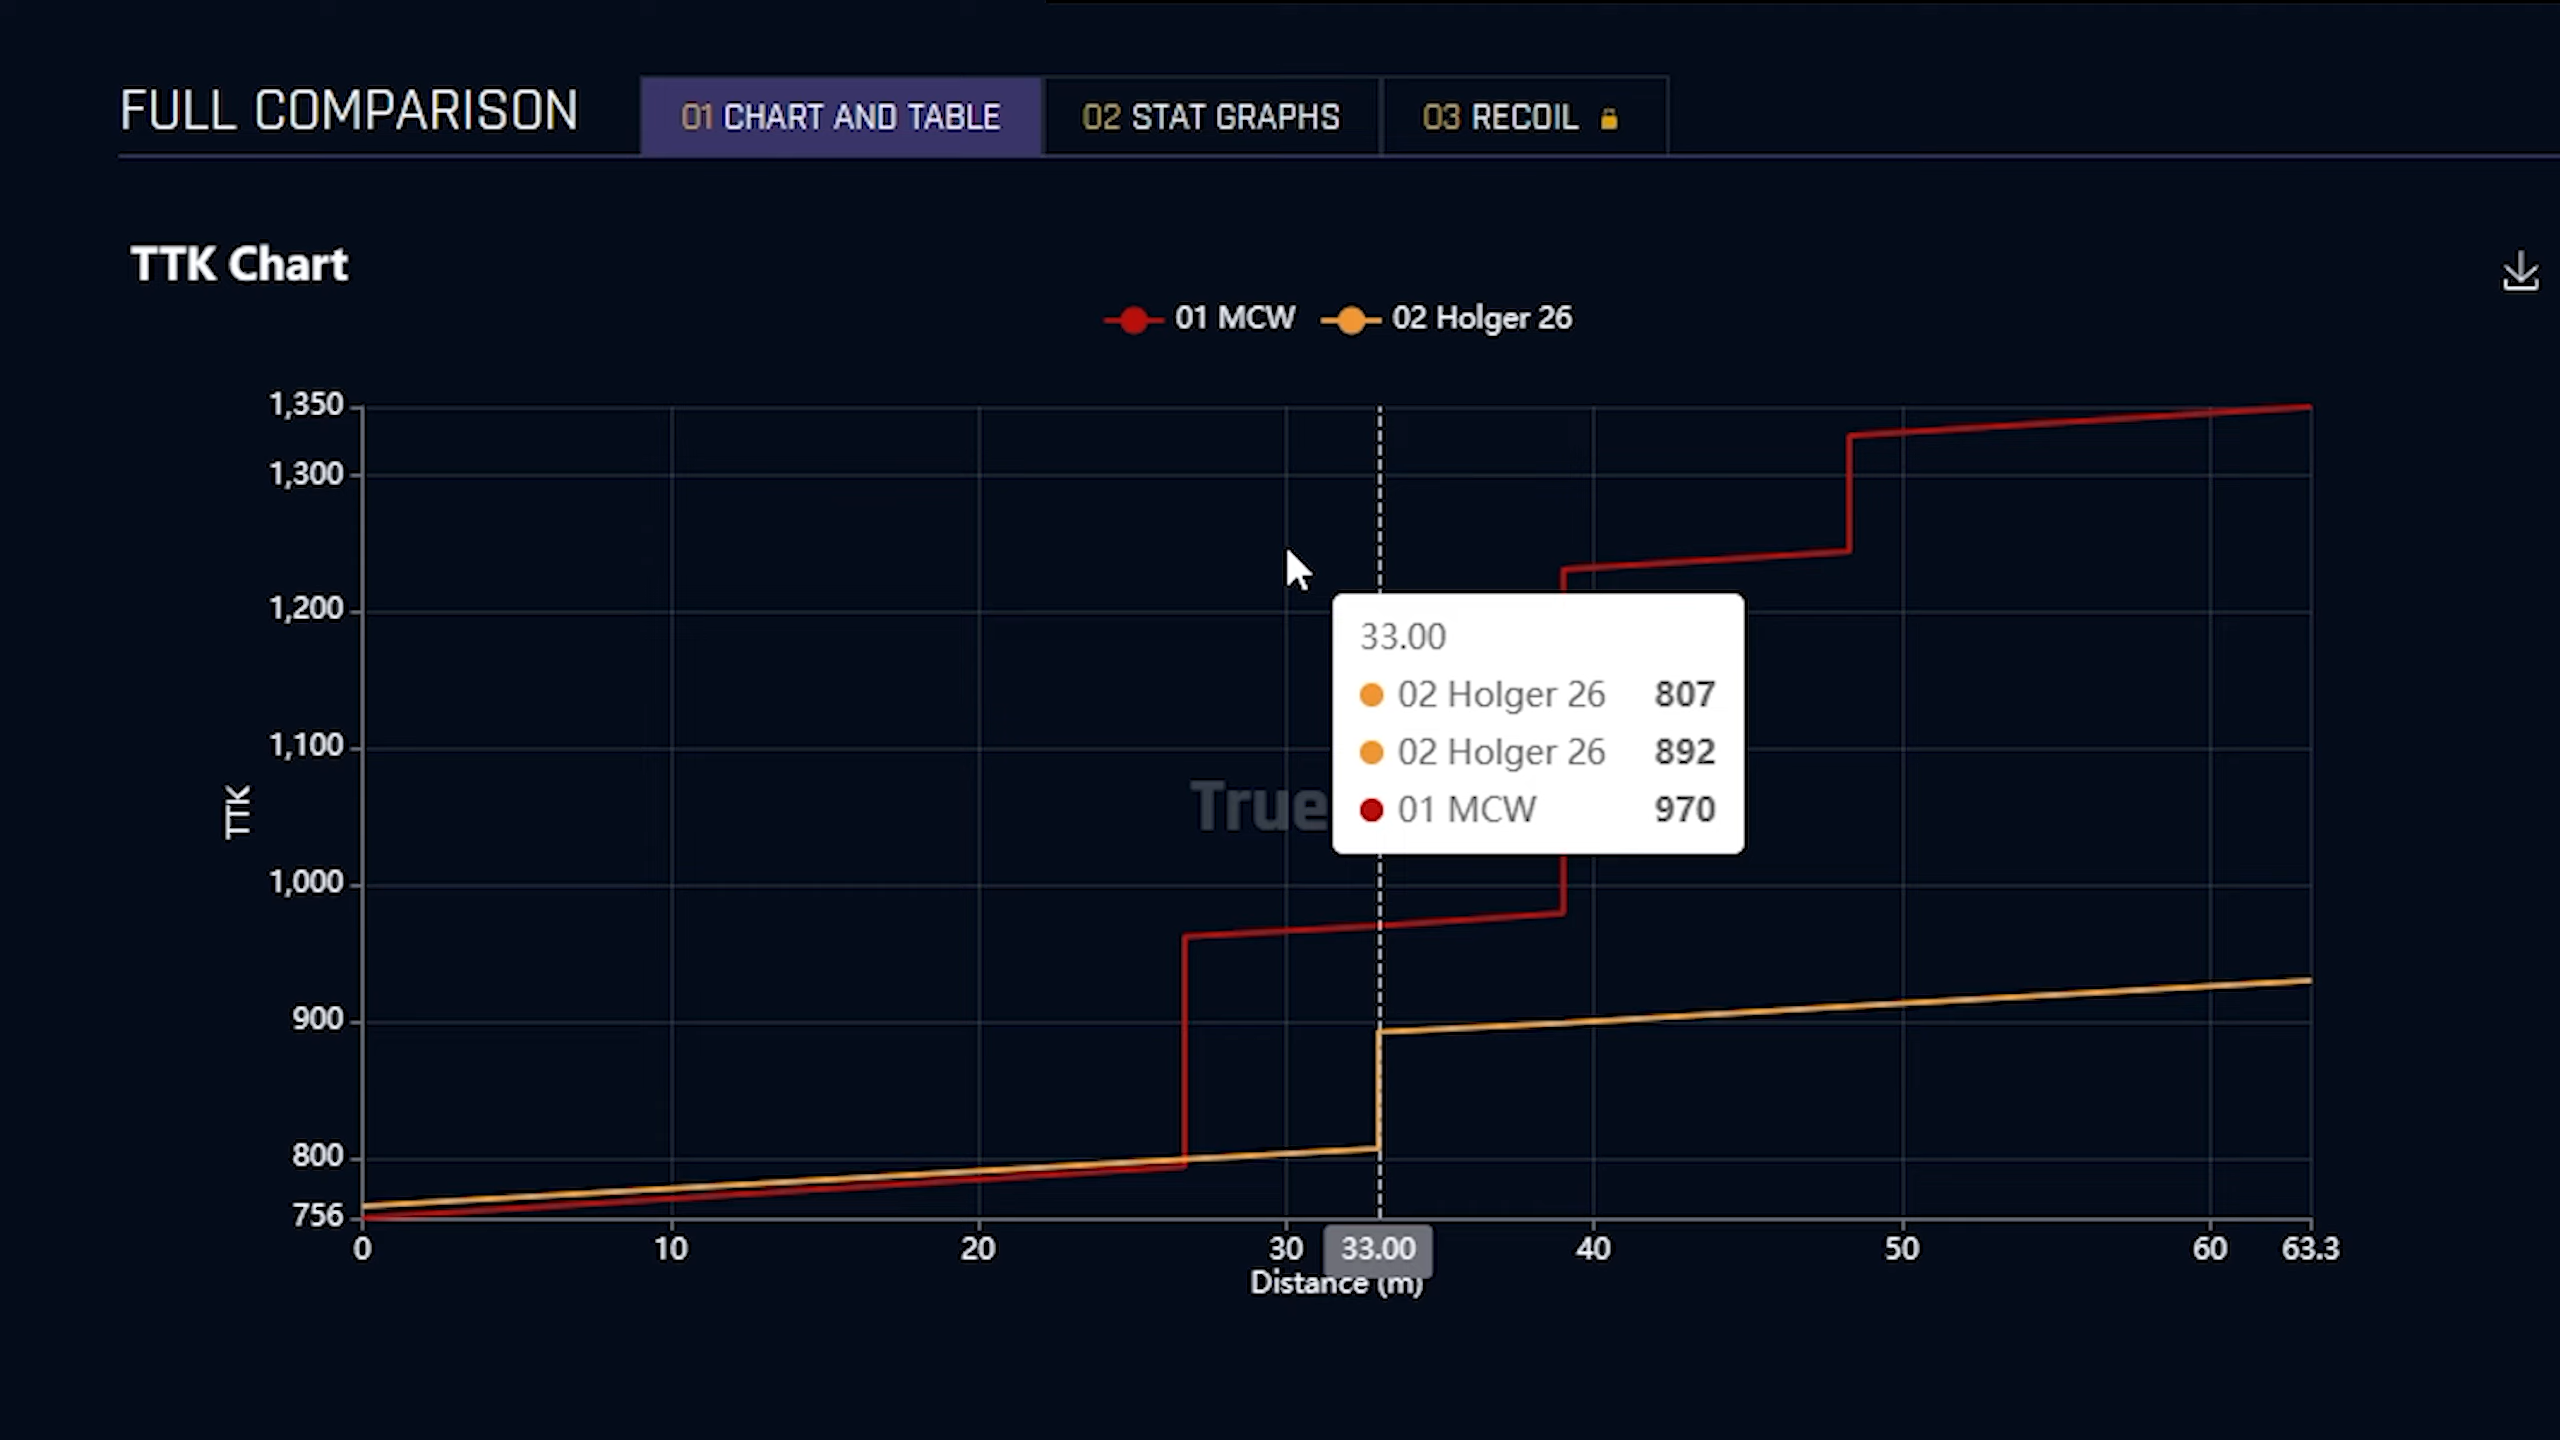 FULL COMPARISON
01 CHART AND TABLE
02 STAT GRAPHS
03 RECOIL
TTK Chart
01 MCW
02 Holger 26
1,350
1,300
1,200
1,100
1,000
900
800
756
TTK
True
33.00
02 Holger 26 807
02 Holger 26 892
01 MCW 970
0 10 20 30 33.00 40 50 60 63.3
Distance (m)